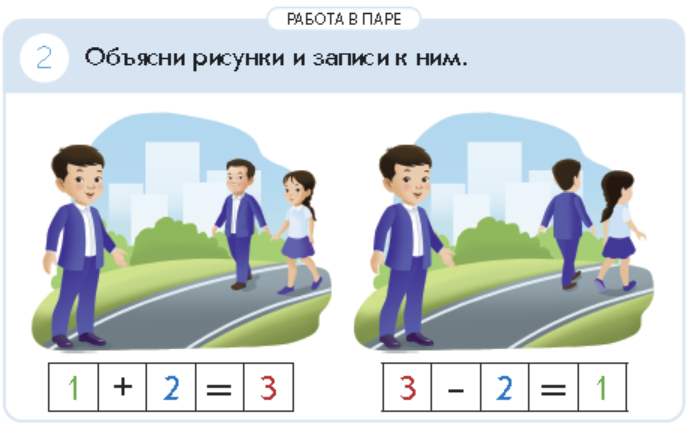 РАБОТА В ПАРЕ
2 Объясни рисунки и записи к ним.
1 + 2 = 3 3 – 2 = 1